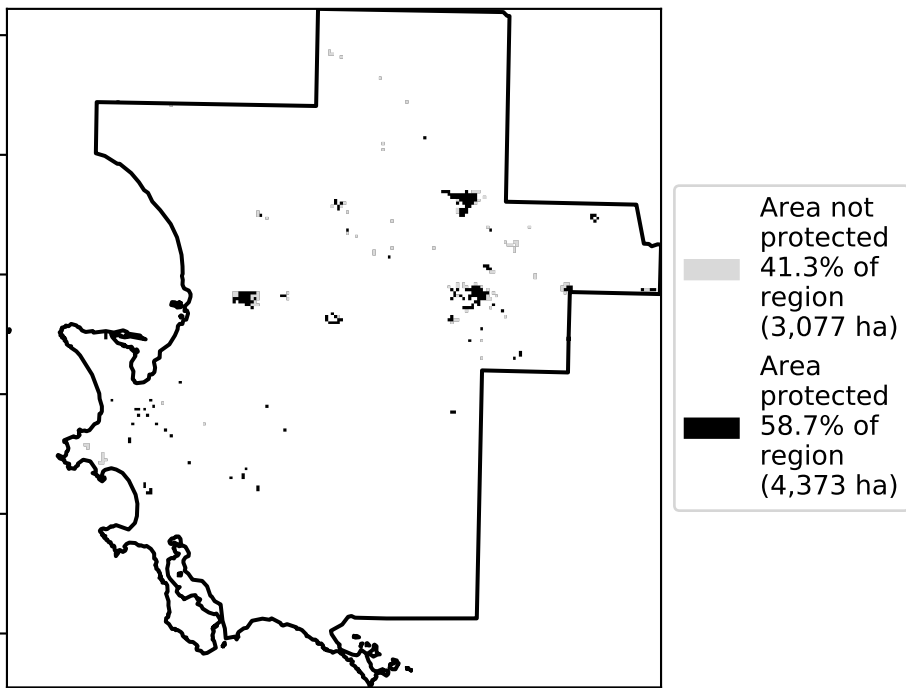 Area not
protected
41.3% of
region
(3,077 ha)
Area
protected
58.7% of
region
(4,373 ha)